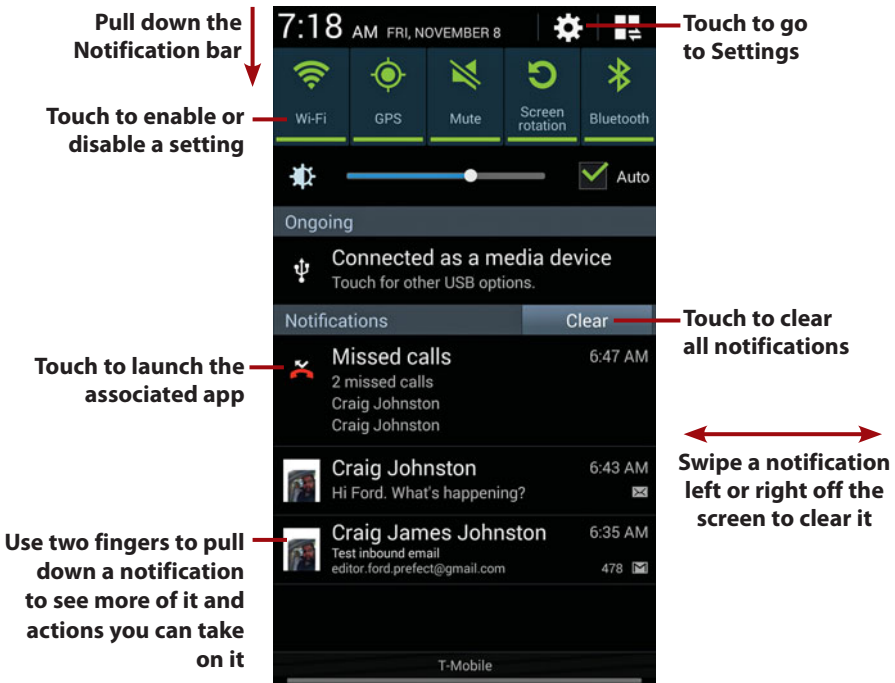 Pull down the
Notification bar
Touch to enable or
disable a setting
Touch to launch the
associated app
Use two fingers to pull
down a notification
to see more of it and
actions you can take
on it
7:18 AM FRI, NOVEMBER 8
Wi-Fi
GPS
Mute
Screen
rotation
Bluetooth
Auto
Ongoing
Connected as a media device
Touch for other USB options.
Notifications
Clear
Missed calls 6:47 AM
2 missed calls
Craig Johnston
Craig Johnston
Craig Johnston 6:43 AM
Hi Ford. What's happening?
Craig James Johnston 6:35 AM
Test inbound email
editor.ford.prefect@gmail.com 478
T-Mobile
Touch to go
to Settings
Touch to clear
all notifications
Swipe a notification
left or right off the
screen to clear it